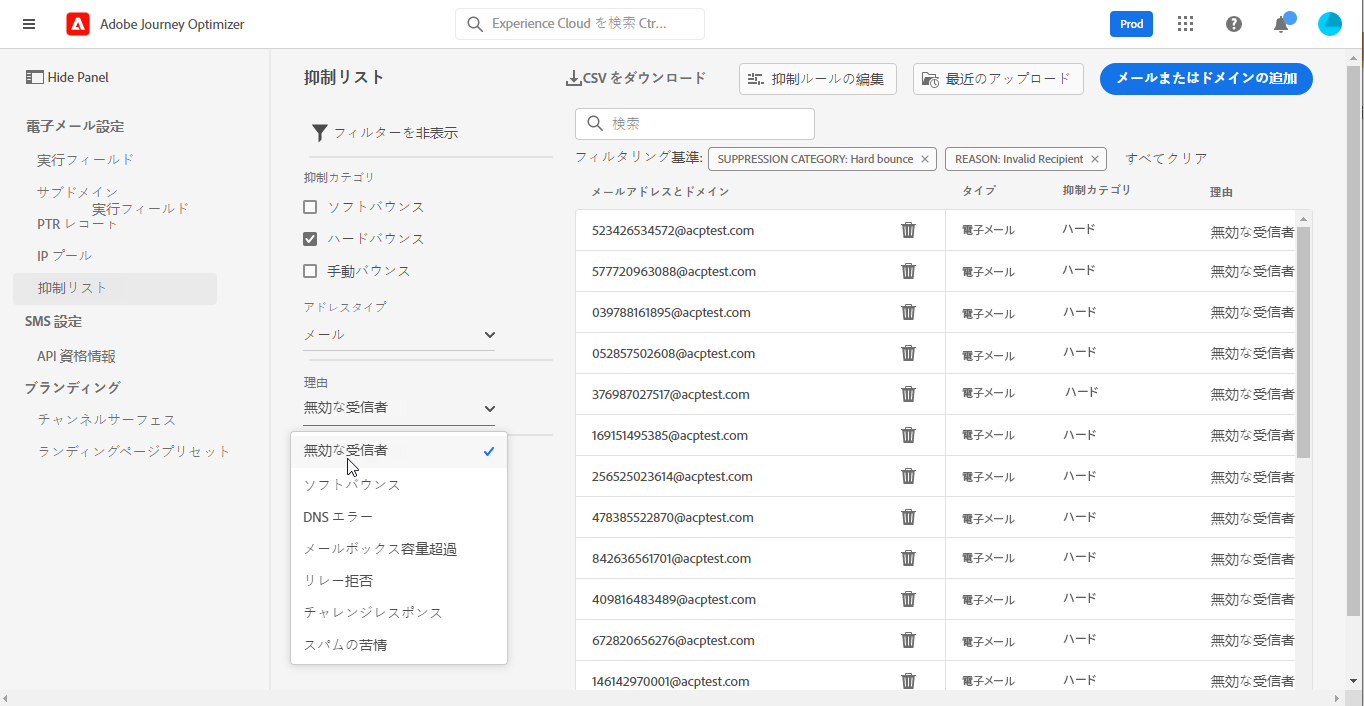 Adobe Journey Optimizer
Experience Cloud を検索 Ctr...
Prod
Hide Panel
電子メール設定
実行フィールド
サブドメイン
実行フィールド
PTR レコード
IP プール
抑制リスト
SMS 設定
API 資格情報
ブランディング
チャンネルサーフェス
ランディングページプリセット
抑制リスト
CSV をダウンロード
抑制ルールの編集
最近のアップロード
メールまたはドメインの追加
フィルターを非表示
抑制カテゴリ
ソフトバウンス
ハードバウンス
手動バウンス
アドレスタイプ
メール
理由
無効な受信者
無効な受信者
ソフトバウンス
DNS エラー
メールボックス容量超過
リレー拒否
チャレンジレスポンス
スパムの苦情
検索
フィルタリング基準: SUPPRESSION CATEGORY: Hard bounce × REASON: Invalid Recipient × すべてクリア
メールアドレスとドメイン タイプ 抑制カテゴリ 理由
523426534572@acptest.com 電子メール ハード 無効な受信者
577720963088@acptest.com 電子メール ハード 無効な受信者
039788161895@acptest.com 電子メール ハード 無効な受信者
052857502608@acptest.com 電子メール ハード 無効な受信者
376987027517@acptest.com 電子メール ハード 無効な受信者
169151495385@acptest.com 電子メール ハード 無効な受信者
256525023614@acptest.com 電子メール ハード 無効な受信者
478385522870@acptest.com 電子メール ハード 無効な受信者
842636561701@acptest.com 電子メール ハード 無効な受信者
409816483489@acptest.com 電子メール ハード 無効な受信者
672820656276@acptest.com 電子メール ハード 無効な受信者
146142970001@acptest.com 電子メール ハード 無効な受信者